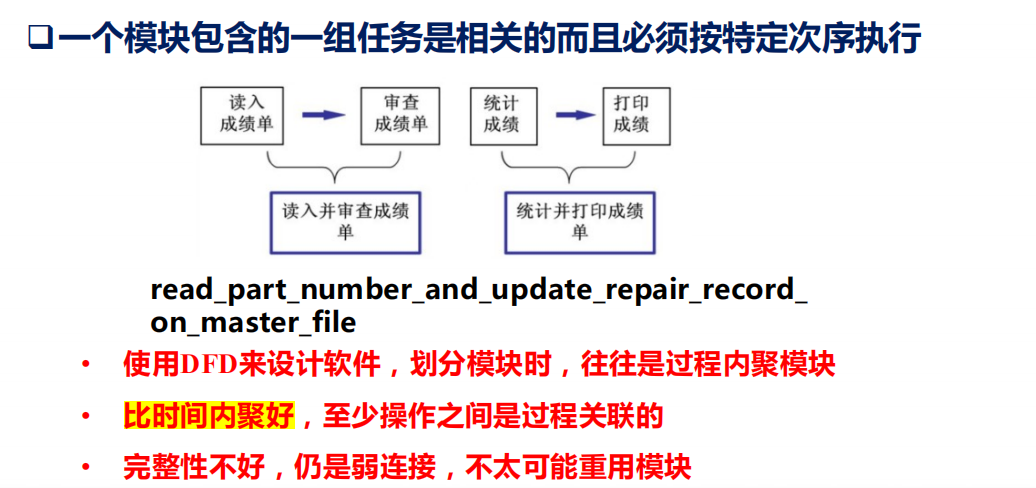 一个模块包含的一组任务是相关的而且必须按特定次序执行
读入
成绩单
审查
成绩单
统计
成绩
打印
成绩
读入并审查成绩
单
统计并打印成绩
单
read_part_number_and_update_repair_record_
on_master_file
• 使用DFD来设计软件，划分模块时，往往是过程内聚模块
• 比时间内聚好，至少操作之间是过程关联的
• 完整性不好，仍是弱连接，不太可能重用模块